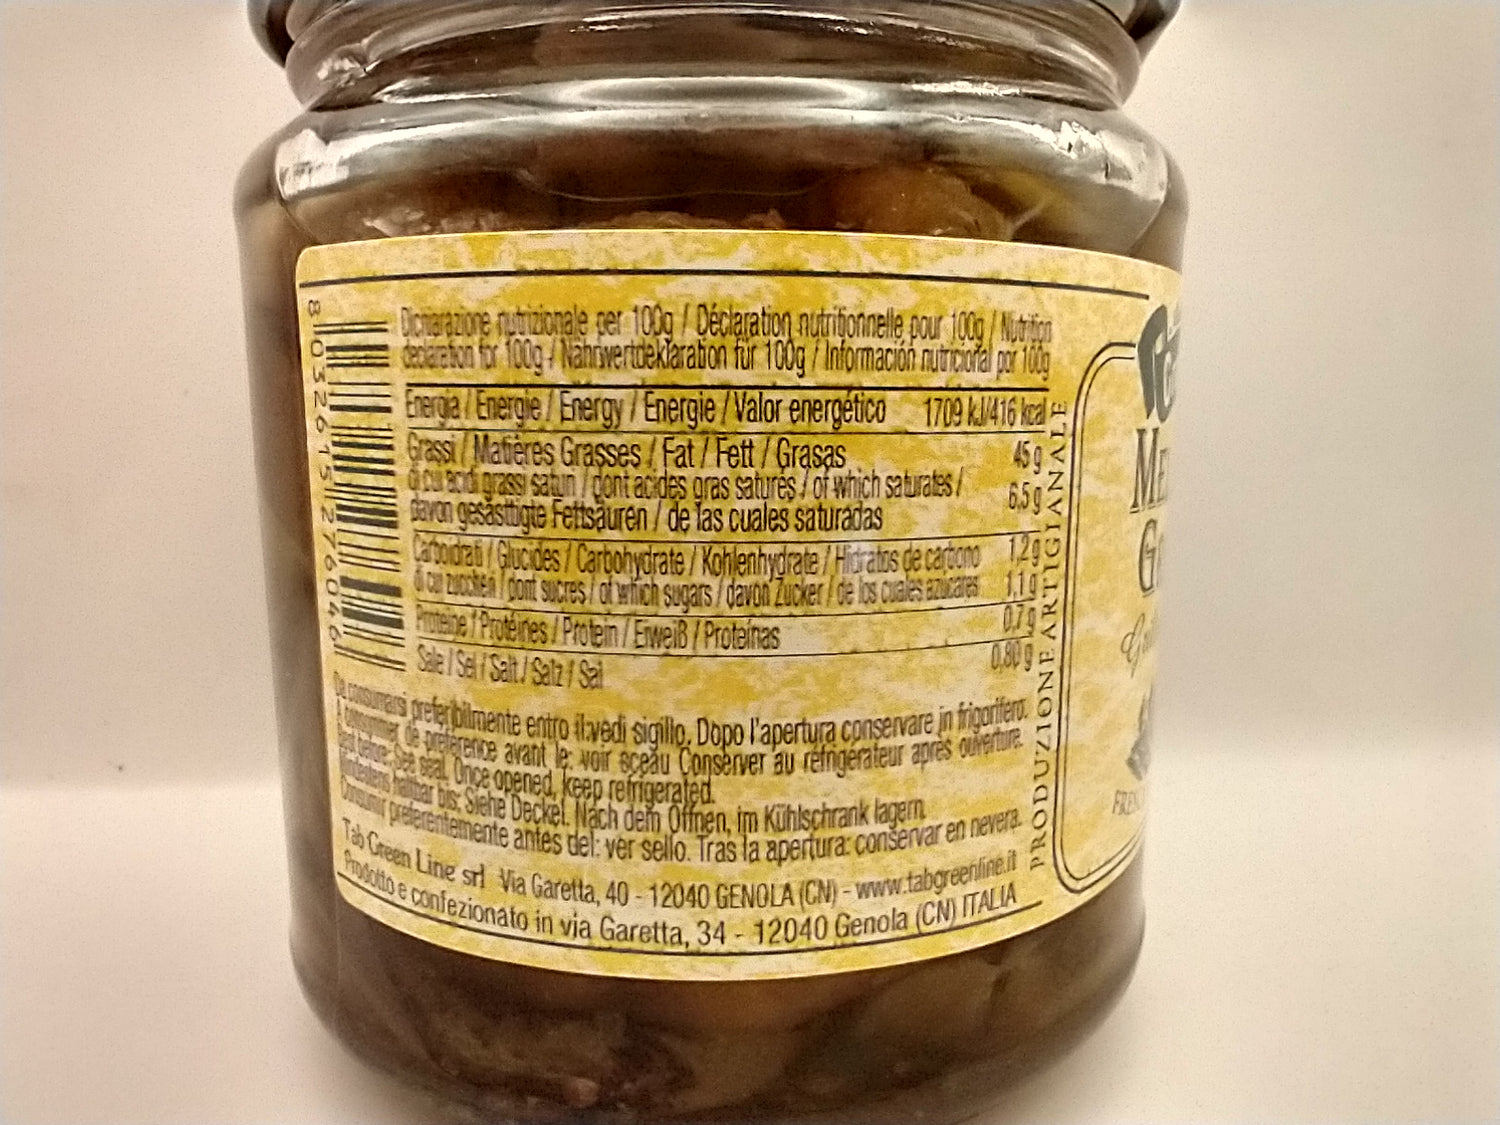 8 032615 276046
Dichiarazione nutrizionale per 100g / Déclaration nutritionnelle pour 100g / Nutrition
declaration for 100g / Nährwertdeklaration für 100g / Información nutricional por 100g
Energia / Energie / Energy / Energie / Valor energético 1709 kJ/416 kcal
Grassi / Matières Grasses / Fat / Fett / Grasas 45 g
di cui acidi grassi saturi / dont acides gras saturés / of which saturates / 6,5 g
davon gesästtigte Fettsäuren / de las cuales saturadas
Carboidrati / Glucides / Carbohydrate / Kohlenhydrate / Hidratos de carbono 1,2 g
di cui zuccheri / dont sucres / of which sugars / davon Zucker / de los cuales azúcares 1,1 g
Proteine / Protéines / Protein / Eiweiß / Proteínas 0,7 g
Sale / Sel / Salt / Salz / Sal 0,80 g
Da consumarsi preferibilmente entro il:vedi sigillo. Dopo l'apertura conservare in frigorifero.
A consommer de préférence avant le: voir sceau Conserver au réfrigérateur après ouverture.
Best before: See seal. Once opened, keep refrigerated.
Mindestens haltbar bis: Siehe Deckel. Nach dem Öffnen, im Kühlschrank lagern.
Consumir preferentemente antes del: ver sello. Tras la apertura: conservar en nevera.
Tab Green Line srl Via Garetta, 40 - 12040 GENOLA (CN) - www.tabgreenline.it
Prodotto e confezionato in via Garetta, 34 - 12040 Genola (CN) ITALIA
PRODUZIONE ARTIGIANALE